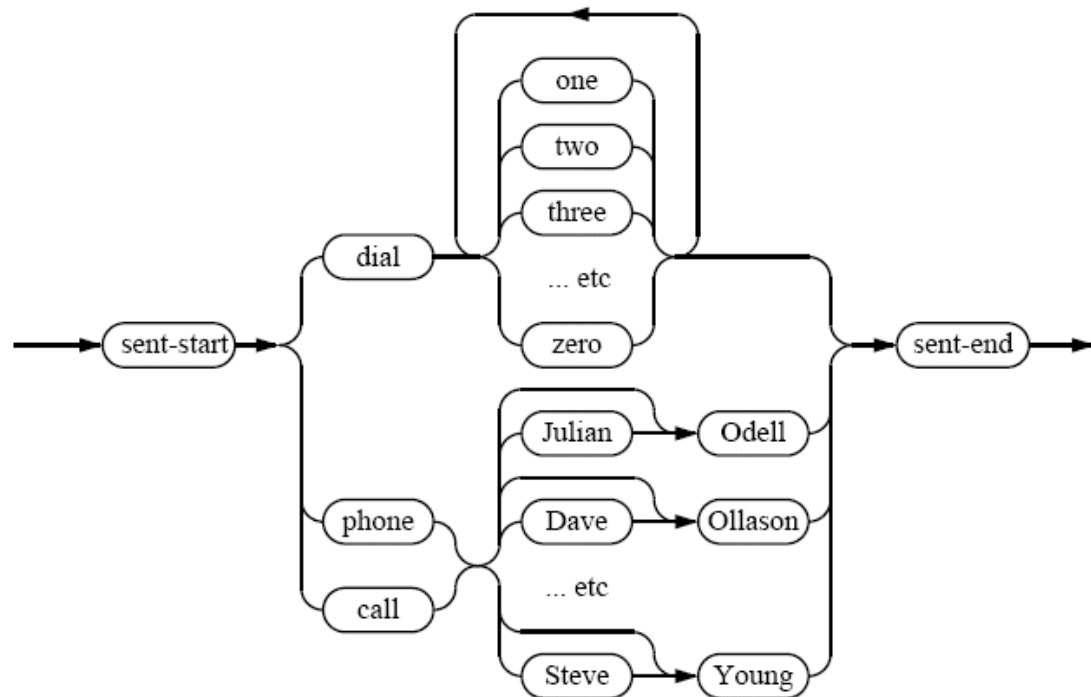 one
two
three
dial
... etc
sent-start
zero
sent-end
Julian
Odell
phone
Dave
Ollason
call
... etc
Steve
Young